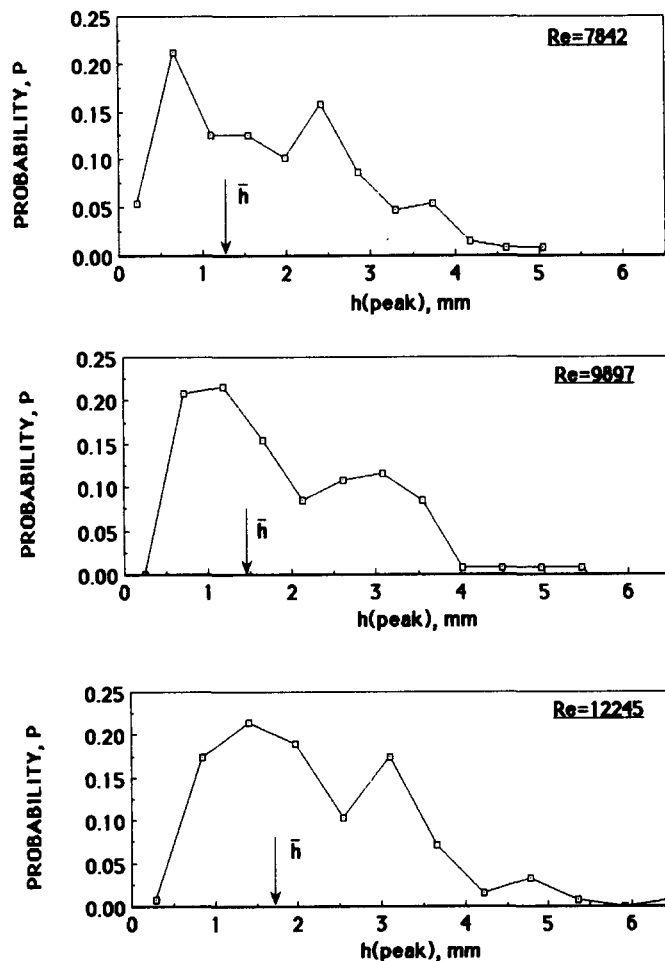 PROBABILITY, P
0.25
0.20
0.15
0.10
0.05
0.00
Re=7842
h̄
0 1 2 3 4 5 6
h(peak), mm
PROBABILITY, P
0.25
0.20
0.15
0.10
0.05
0.00
Re=9897
h̄
0 1 2 3 4 5 6
h(peak), mm
PROBABILITY, P
0.25
0.20
0.15
0.10
0.05
0.00
Re=12245
h̄
0 1 2 3 4 5 6
h(peak), mm